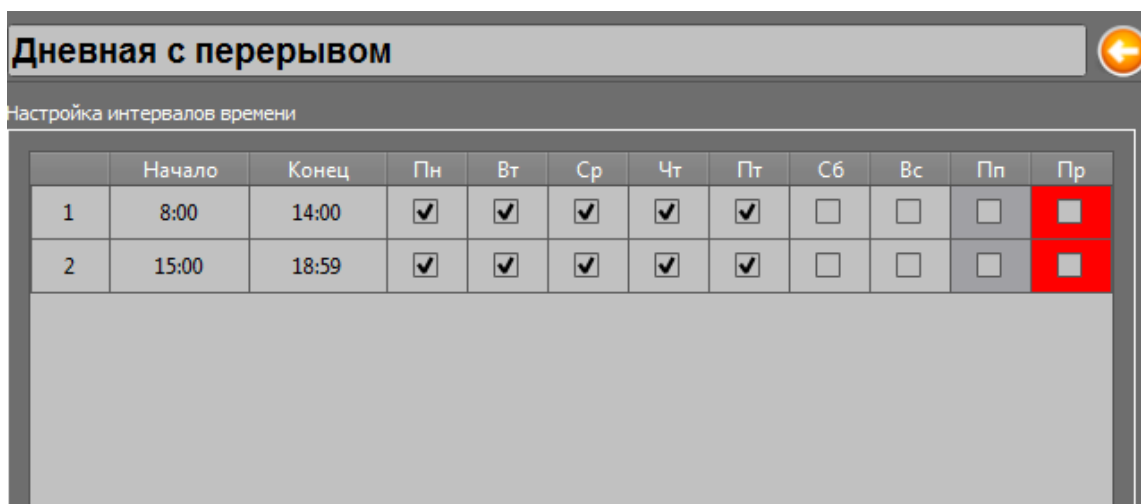 Дневная с перерывом
Настройка интервалов времени
Начало Конец Пн Вт Ср Чт Пт Сб Вс Пп Пр
1 8:00 14:00
2 15:00 18:59